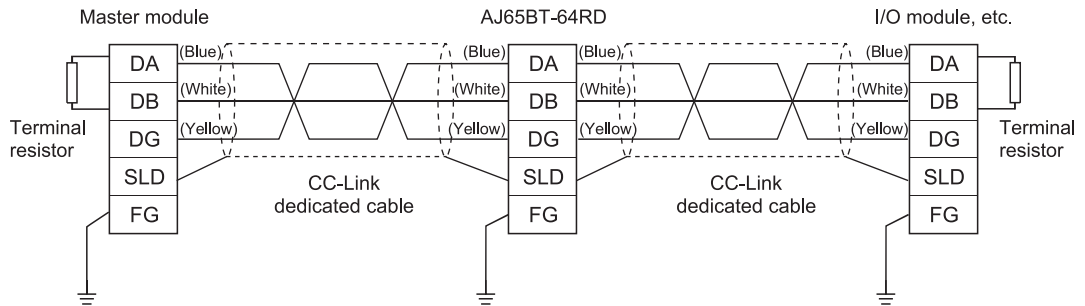 Master module
AJ65BT-64RD
I/O module, etc.
DA (Blue) (Blue) DA (Blue) (Blue) DA
DB (White) (White) DB (White) (White) DB
DG (Yellow) (Yellow) DG (Yellow) (Yellow) DG
Terminal
resistor
Terminal
resistor
SLD SLD SLD
CC-Link
dedicated cable
CC-Link
dedicated cable
FG FG FG